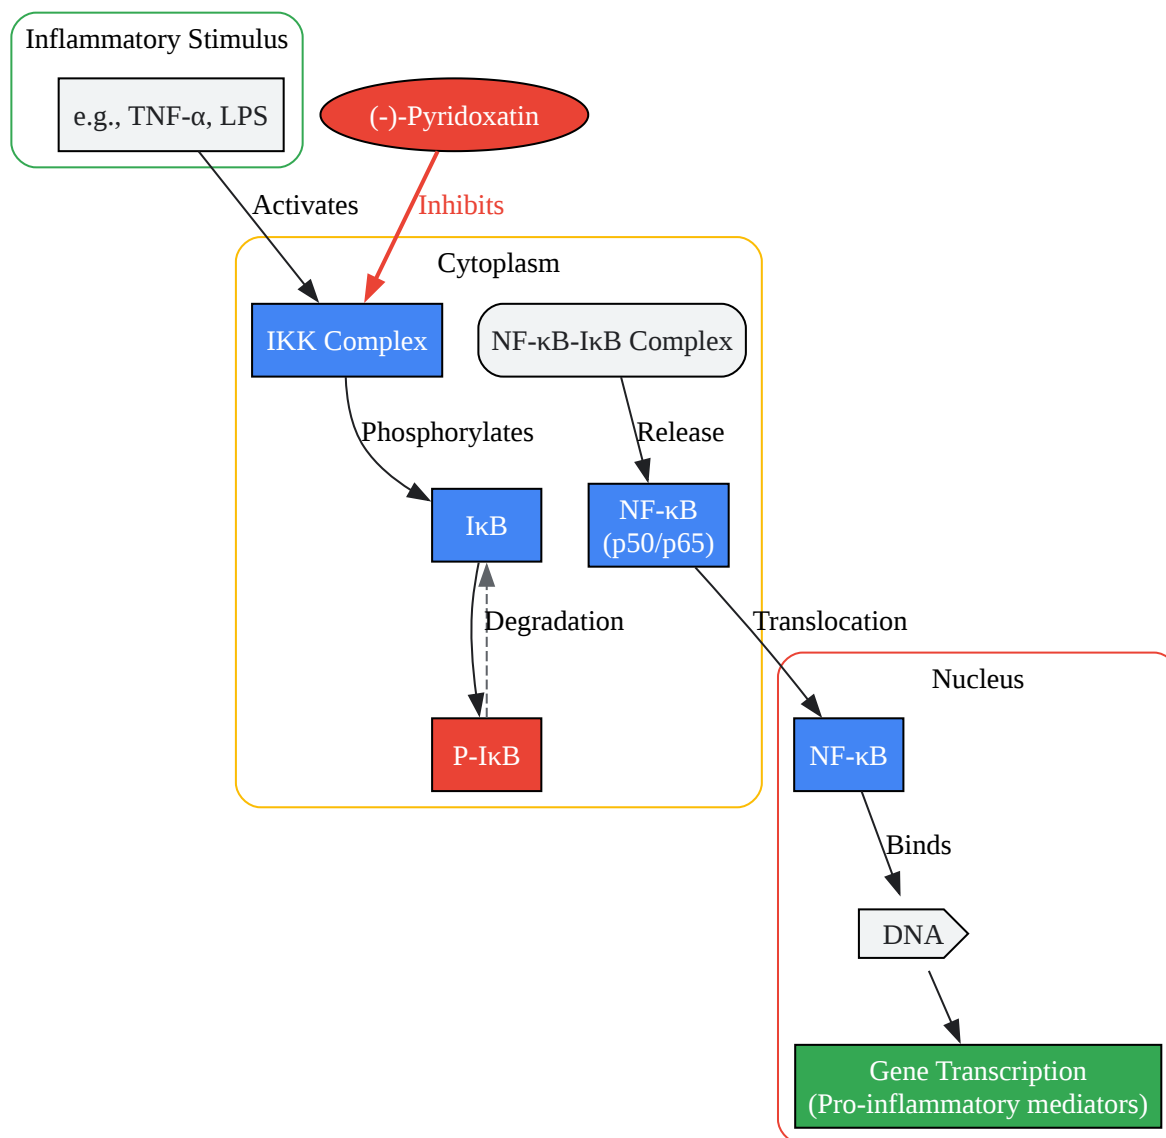 Inflammatory Stimulus
e.g., TNF-α, LPS
(-)-Pyridoxatin
Activates
Inhibits
Cytoplasm
IKK Complex
NF-κB-IκB Complex
Phosphorylates
Release
IκB
NF-κB
(p50/p65)
Degradation
Translocation
Nucleus
P-IκB
NF-κB
Binds
DNA
Gene Transcription
(Pro-inflammatory mediators)